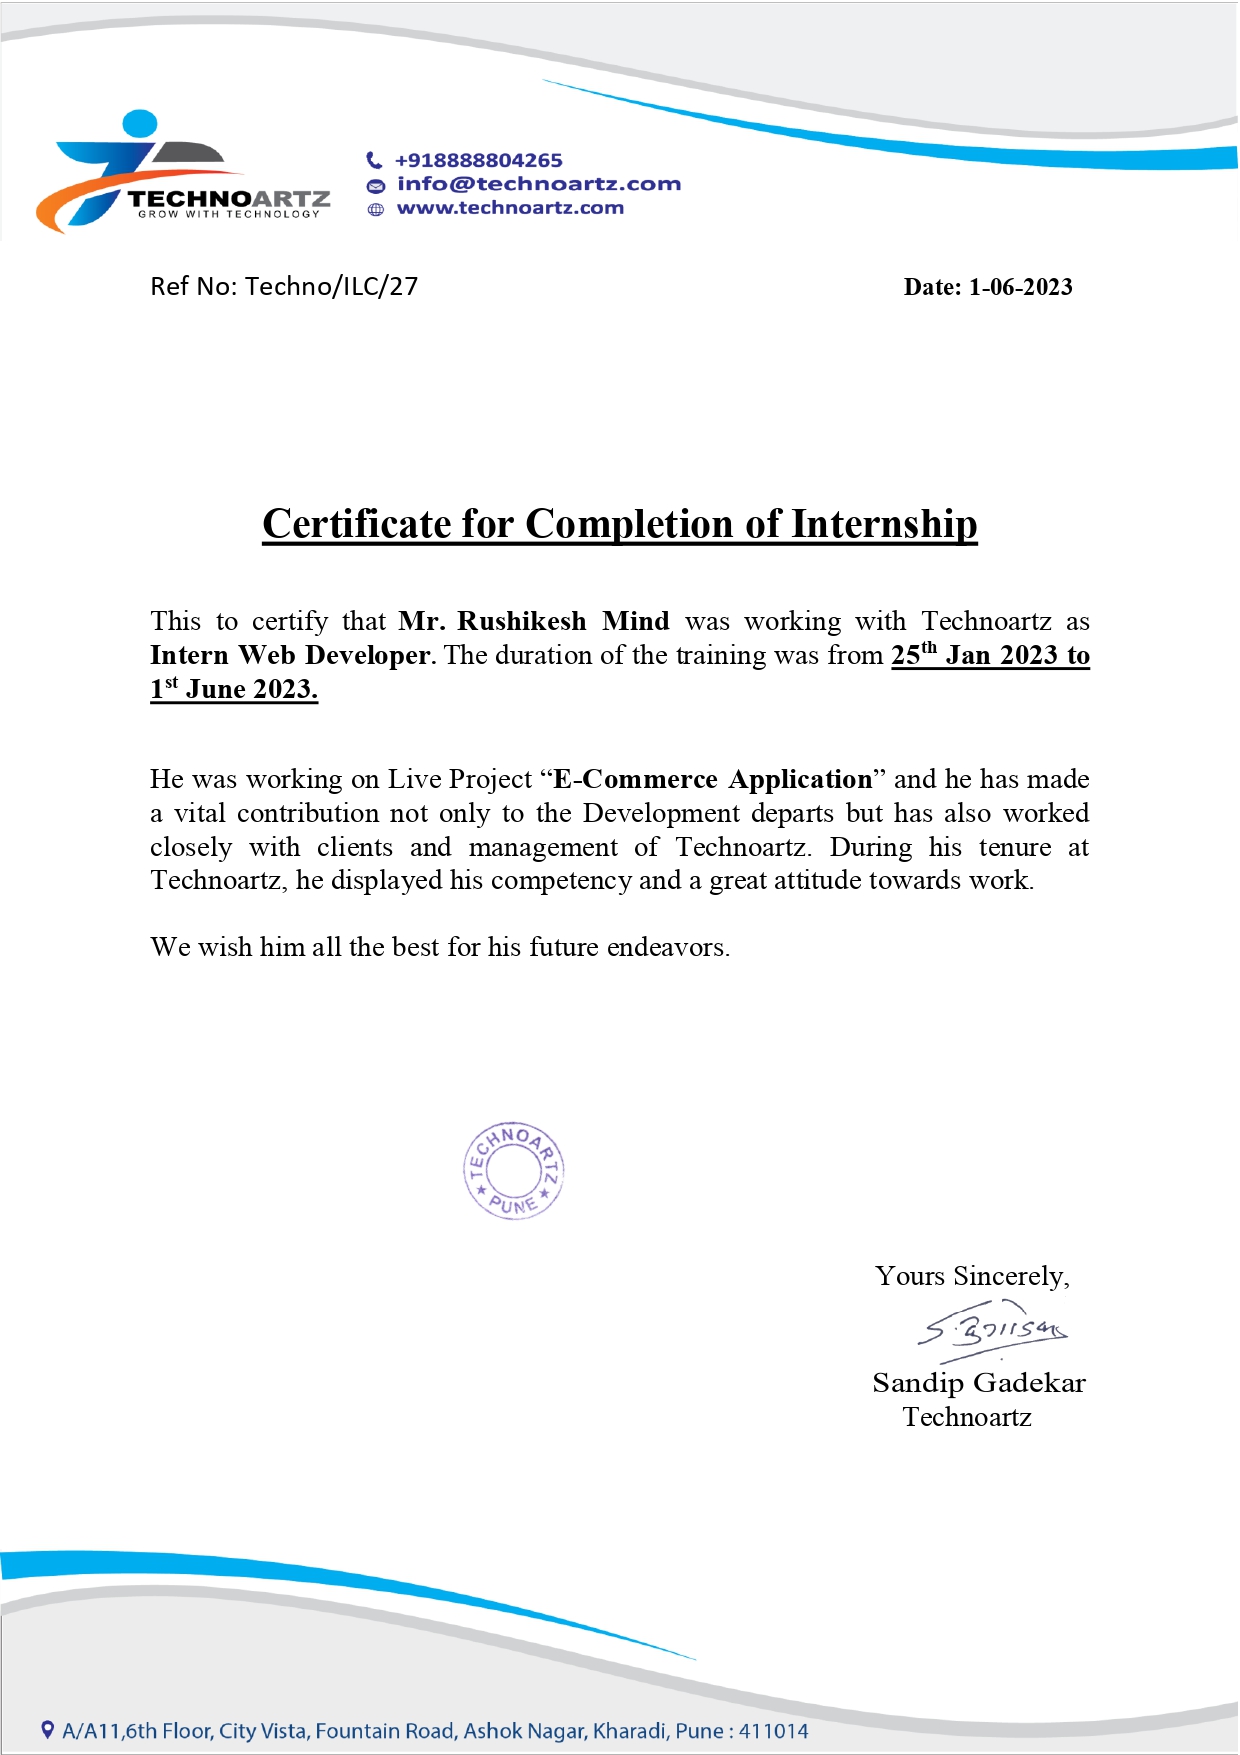 TECHNOARTZ
GROW WITH TECHNOLOGY
+918888804265
info@technoartz.com
www.technoartz.com
Ref No: Techno/ILC/27
Date: 1-06-2023
Certificate for Completion of Internship
This to certify that Mr. Rushikesh Mind was working with Technoartz as
Intern Web Developer. The duration of the training was from 25th Jan 2023 to
1st June 2023.
He was working on Live Project “E-Commerce Application” and he has made
a vital contribution not only to the Development departs but has also worked
closely with clients and management of Technoartz. During his tenure at
Technoartz, he displayed his competency and a great attitude towards work.
We wish him all the best for his future endeavors.
TECHNOARTZ
★ PUNE ★
Yours Sincerely,
Sandip Gadekar
Technoartz
A/A11,6th Floor, City Vista, Fountain Road, Ashok Nagar, Kharadi, Pune : 411014